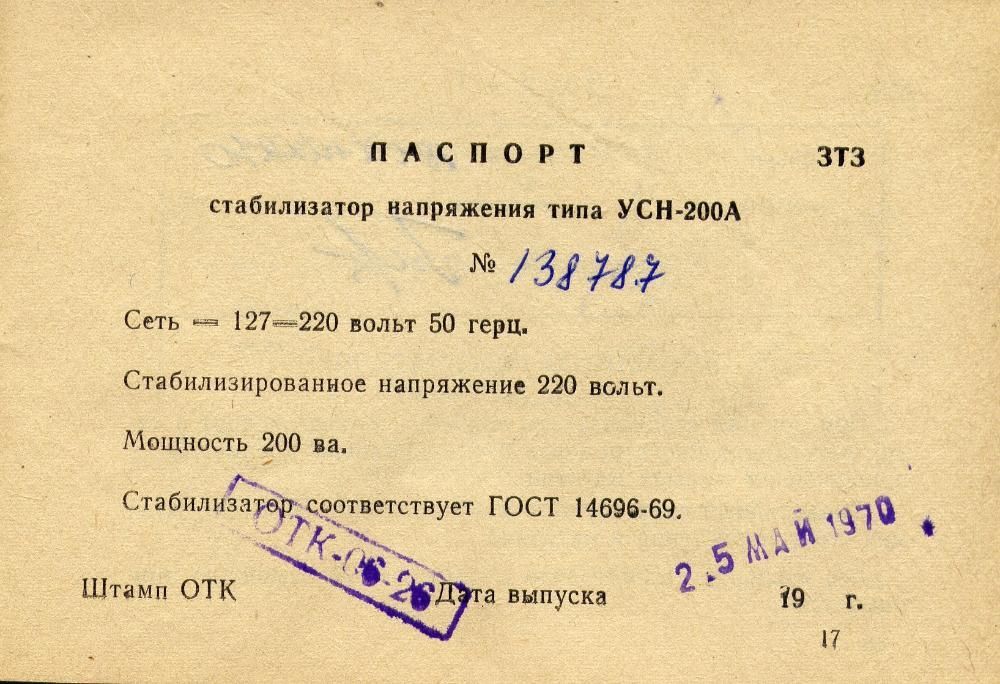 ПАСПОРТ ЗТЗ
стабилизатор напряжения типа УСН-200А
№ 138787
Сеть — 127—220 вольт 50 герц.
Стабилизированное напряжение 220 вольт.
Мощность 200 ва.
Стабилизатор соответствует ГОСТ 14696-69.
ОТК-06-26
2.5 МАЙ 1970
Штамп ОТК Дата выпуска 19 г.
17